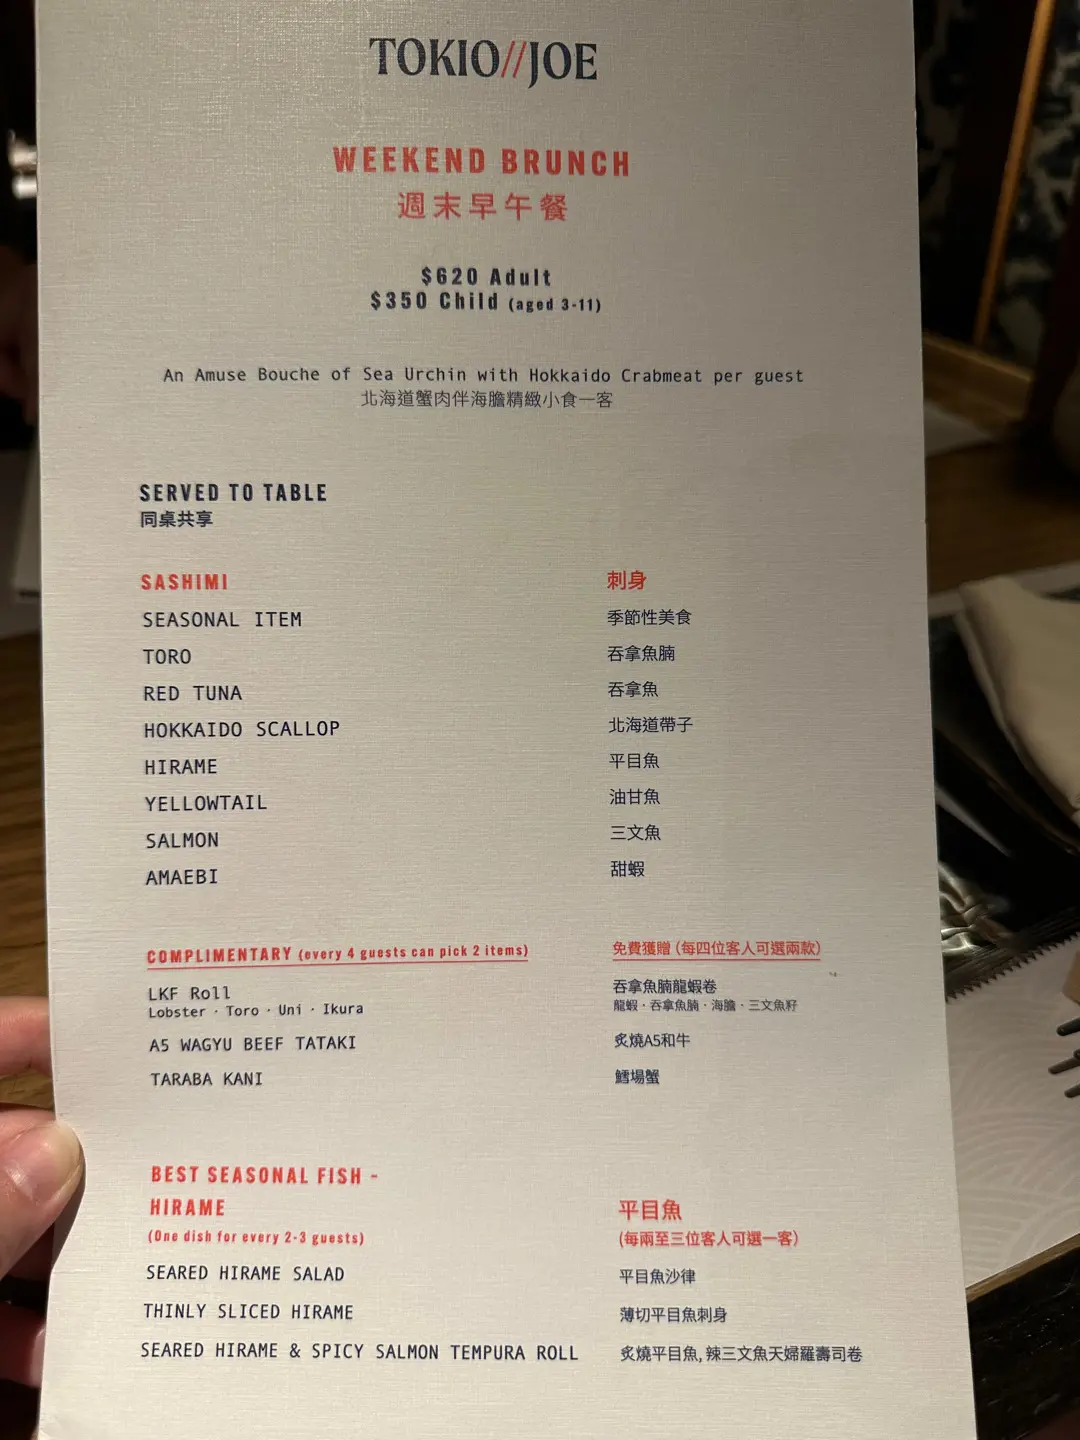 TOKIO//JOE
WEEKEND BRUNCH
週末早午餐
$620 Adult
$350 Child (aged 3-11)
An Amuse Bouche of Sea Urchin with Hokkaido Crabmeat per guest
北海道蟹肉伴海膽精緻小食一客
SERVED TO TABLE
同桌共享
SASHIMI 刺身
SEASONAL ITEM 季節性美食
TORO 吞拿魚腩
RED TUNA 吞拿魚
HOKKAIDO SCALLOP 北海道帶子
HIRAME 平目魚
YELLOWTAIL 油甘魚
SALMON 三文魚
AMAEBI 甜蝦
COMPLIMENTARY (every 4 guests can pick 2 items) 免費獲贈 (每四位客人可選兩款)
LKF Roll 吞拿魚腩龍蝦卷
Lobster · Toro · Uni · Ikura 龍蝦 · 吞拿魚腩 · 海膽 · 三文魚籽
A5 WAGYU BEEF TATAKI 炙燒A5和牛
TARABA KANI 鱈場蟹
BEST SEASONAL FISH -
HIRAME 平目魚
(One dish for every 2-3 guests) (每兩至三位客人可選一客)
SEARED HIRAME SALAD 平目魚沙律
THINLY SLICED HIRAME 薄切平目魚刺身
SEARED HIRAME & SPICY SALMON TEMPURA ROLL 炙燒平目魚, 辣三文魚天婦羅壽司卷